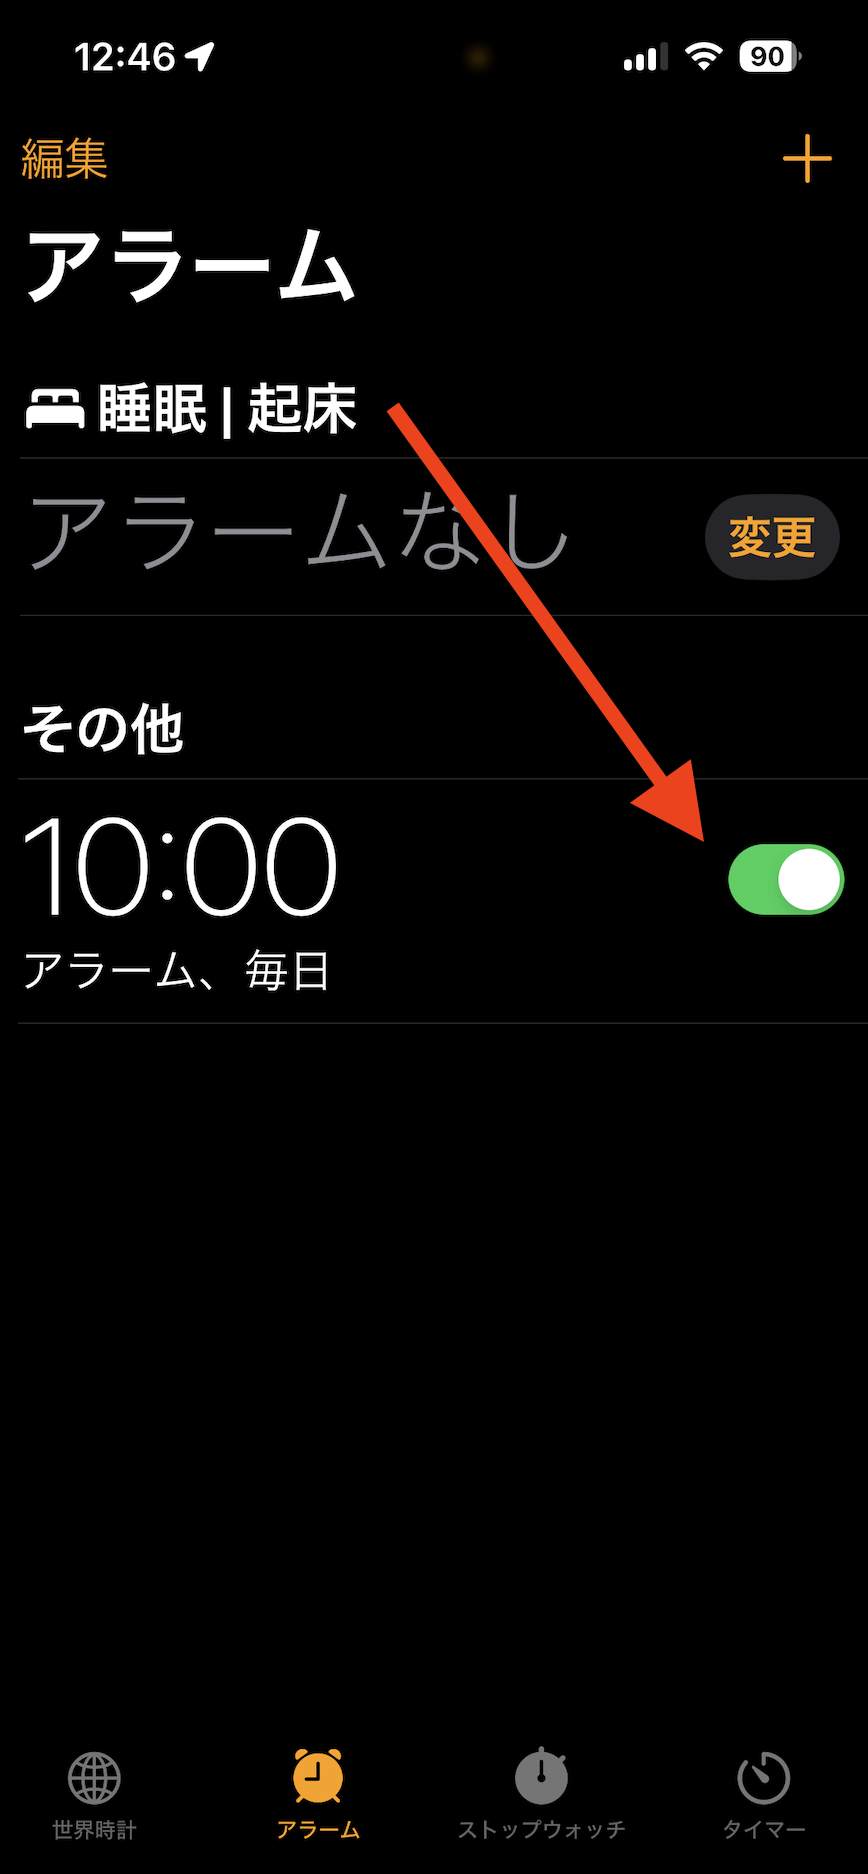 12:46
90
編集
アラーム
睡眠 | 起床
アラームなし
変更
その他
10:00
アラーム、毎日
世界時計
アラーム
ストップウォッチ
タイマー